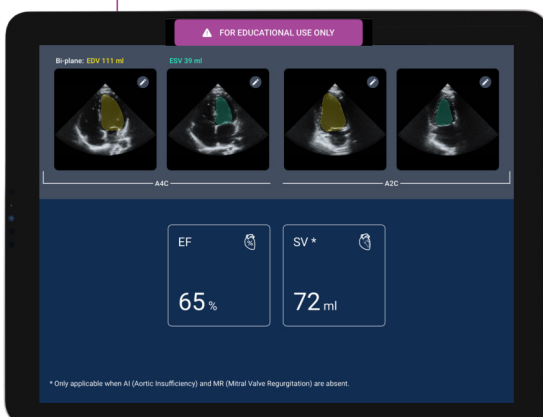 FOR EDUCATIONAL USE ONLY
Bi-plane: EDV 111 ml ESV 39 ml
A4C A2C
EF SV *
65 % 72 ml
* Only applicable when AI (Aortic Insufficiency) and MR (Mitral Valve Regurgitation) are absent.